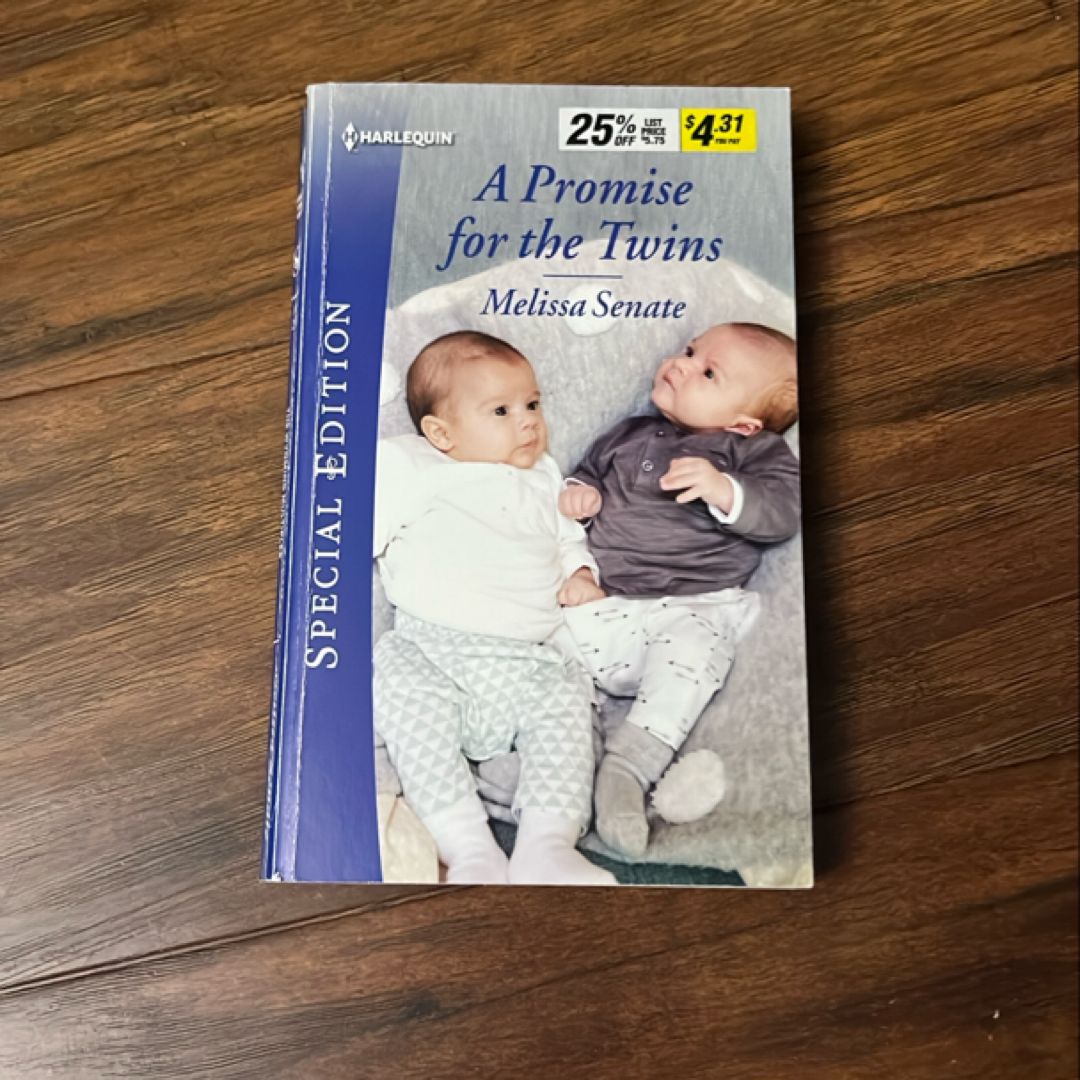 HARLEQUIN
25% OFF LIST PRICE $5.75 $4.31 YOU PAY
A Promise
for the Twins
Melissa Senate
SPECIAL EDITION